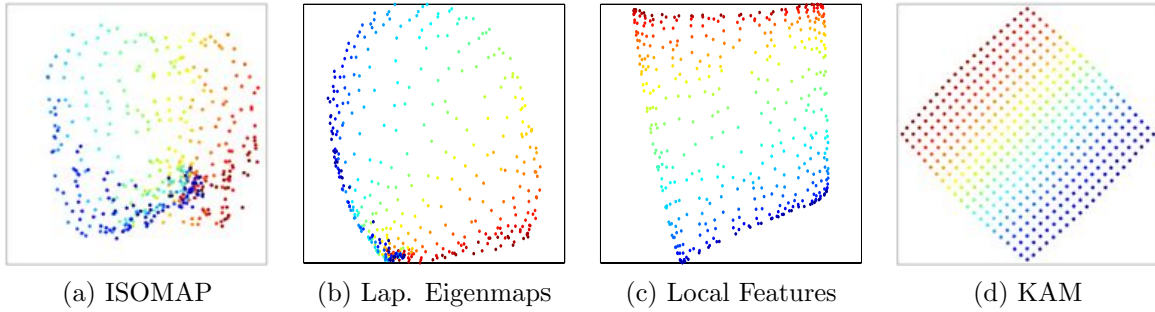 (a) ISOMAP
(b) Lap. Eigenmaps
(c) Local Features
(d) KAM